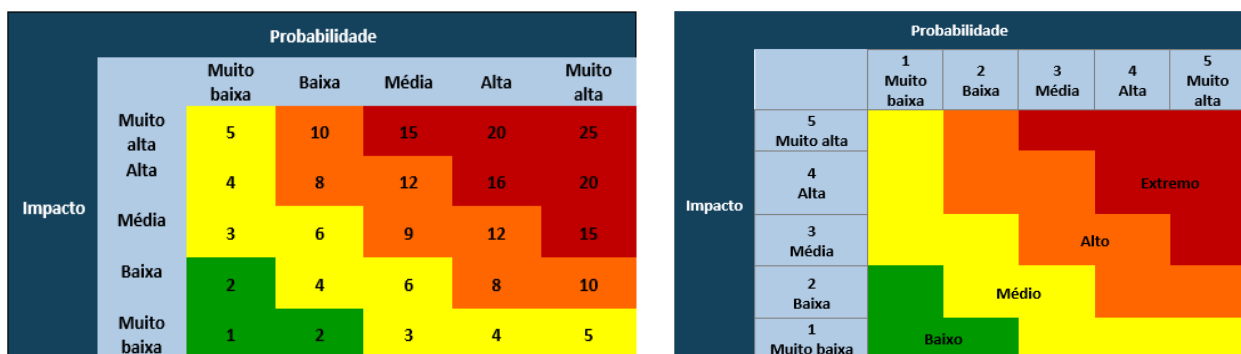 Probabilidade
Muito baixa Baixa Média Alta Muito alta
Impacto
Muito alta 5 10 15 20 25
Alta 4 8 12 16 20
Média 3 6 9 12 15
Baixa 2 4 6 8 10
Muito baixa 1 2 3 4 5
Probabilidade
1 Muito baixa 2 Baixa 3 Média 4 Alta 5 Muito alta
Impacto
5 Muito alta
4 Alta Extremo
3 Média Alto
2 Baixa Médio
1 Muito baixa Baixo